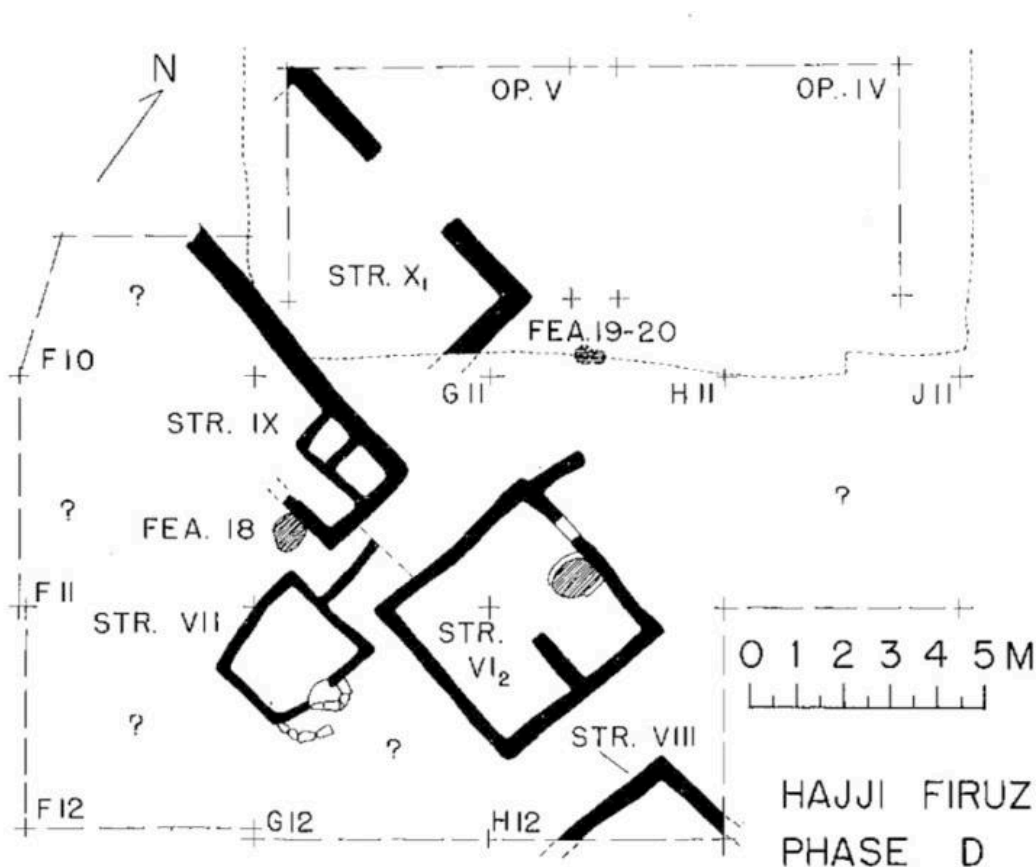 N
OP. V
OP. IV
?
STR. X₁
FEA. 19-20
F10
G11
H11
J11
STR. IX
?
?
FEA. 18
F11
STR. VII
STR. VI₂
0 1 2 3 4 5 M
?
?
STR. VIII
HAJJI FIRUZ
F12
G12
H12
PHASE D